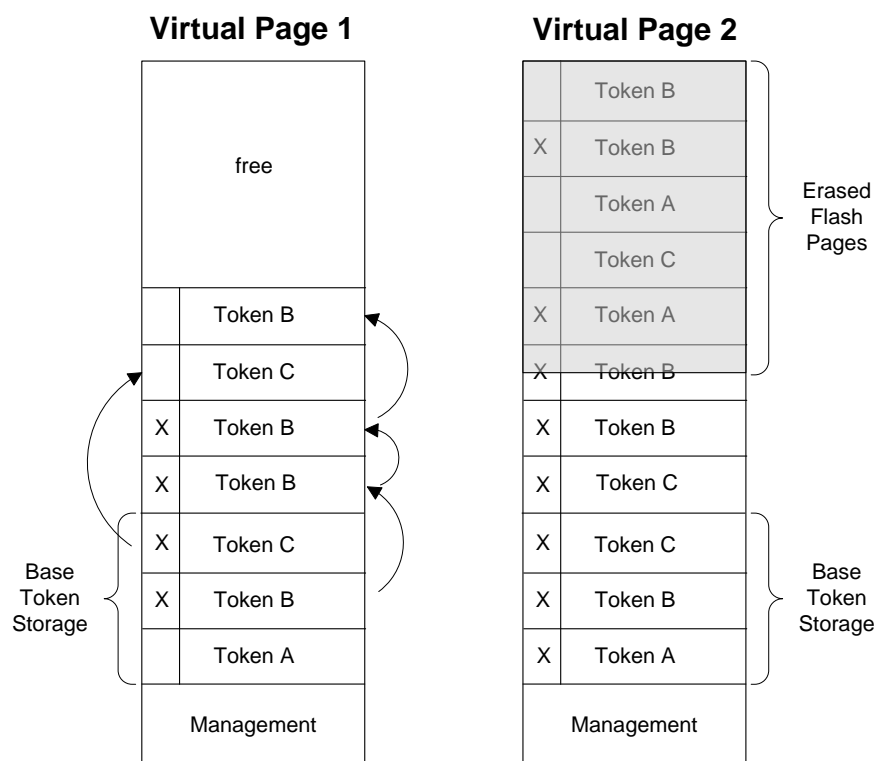 Virtual Page 1
free
Token B
Token C
X Token B
X Token B
X Token C
X Token B
Token A
Management
Base
Token
Storage
Virtual Page 2
Token B
X Token B
Token A
Token C
X Token A
X Token B
X Token B
X Token C
X Token C
X Token B
X Token A
Management
Erased
Flash
Pages
Base
Token
Storage